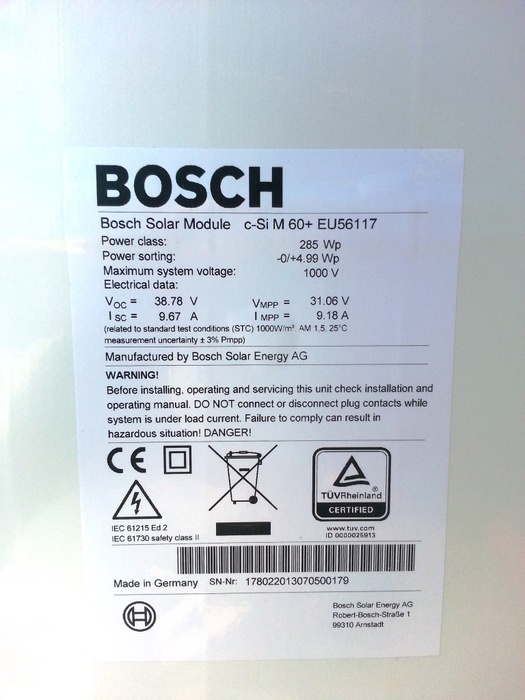 BOSCH
Bosch Solar Module c-Si M 60+ EU56117
Power class: 285 Wp
Power sorting: -0/+4.99 Wp
Maximum system voltage: 1000 V
Electrical data:
VOC = 38.78 V VMPP = 31.06 V
I SC = 9.67 A I MPP = 9.18 A
(related to standard test conditions (STC) 1000W/m², AM 1.5, 25°C
measurement uncertainty ± 3% Pmpp)
Manufactured by Bosch Solar Energy AG
WARNING!
Before installing, operating and servicing this unit check installation and
operating manual. DO NOT connect or disconnect plug contacts while
system is under load current. Failure to comply can result in
hazardous situation! DANGER!
CE
TÜVRheinland®
CERTIFIED
IEC 61215 Ed.2
IEC 61730 safety class II
www.tuv.com
ID 0000025913
Made in Germany SN-Nr: 178022013070500179
Bosch Solar Energy AG
Robert-Bosch-Straße 1
99310 Arnstadt